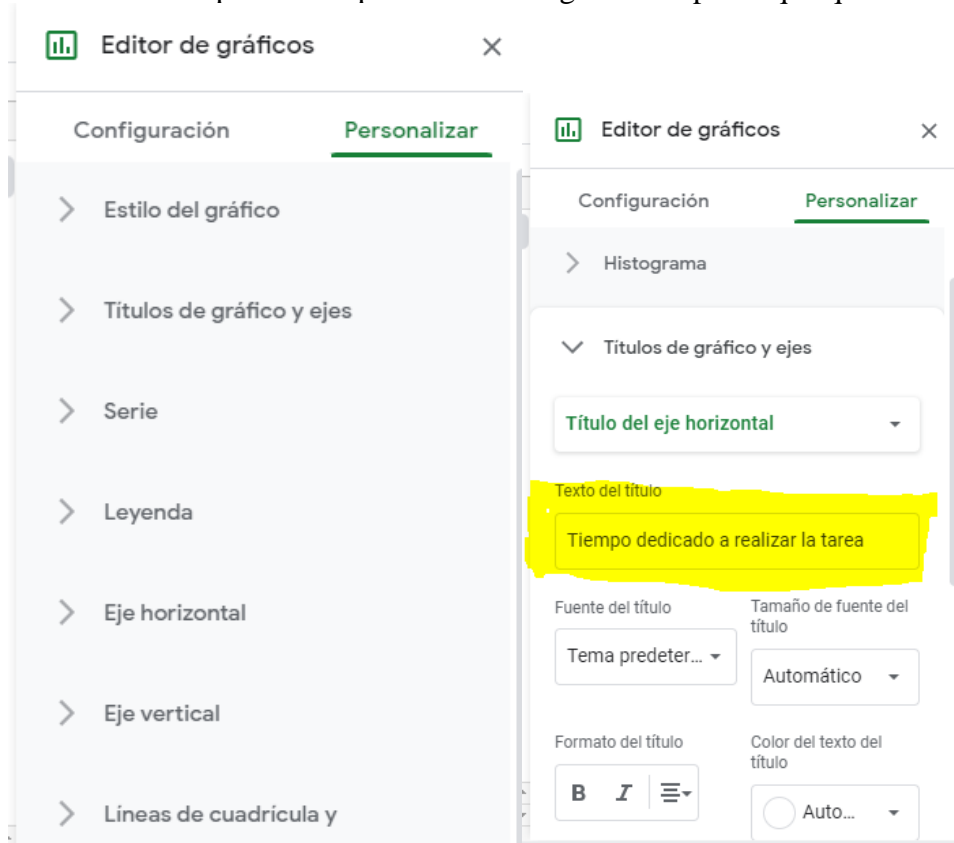 Editor de gráficos
Configuración Personalizar
Estilo del gráfico
Títulos de gráfico y ejes
Serie
Leyenda
Eje horizontal
Eje vertical
Líneas de cuadrícula y
Editor de gráficos
Configuración Personalizar
Histograma
Títulos de gráfico y ejes
Título del eje horizontal
Texto del título
Tiempo dedicado a realizar la tarea
Fuente del título
Tamaño de fuente del
título
Tema predeter...
Automático
Formato del título
Color del texto del
título
B I
Auto...